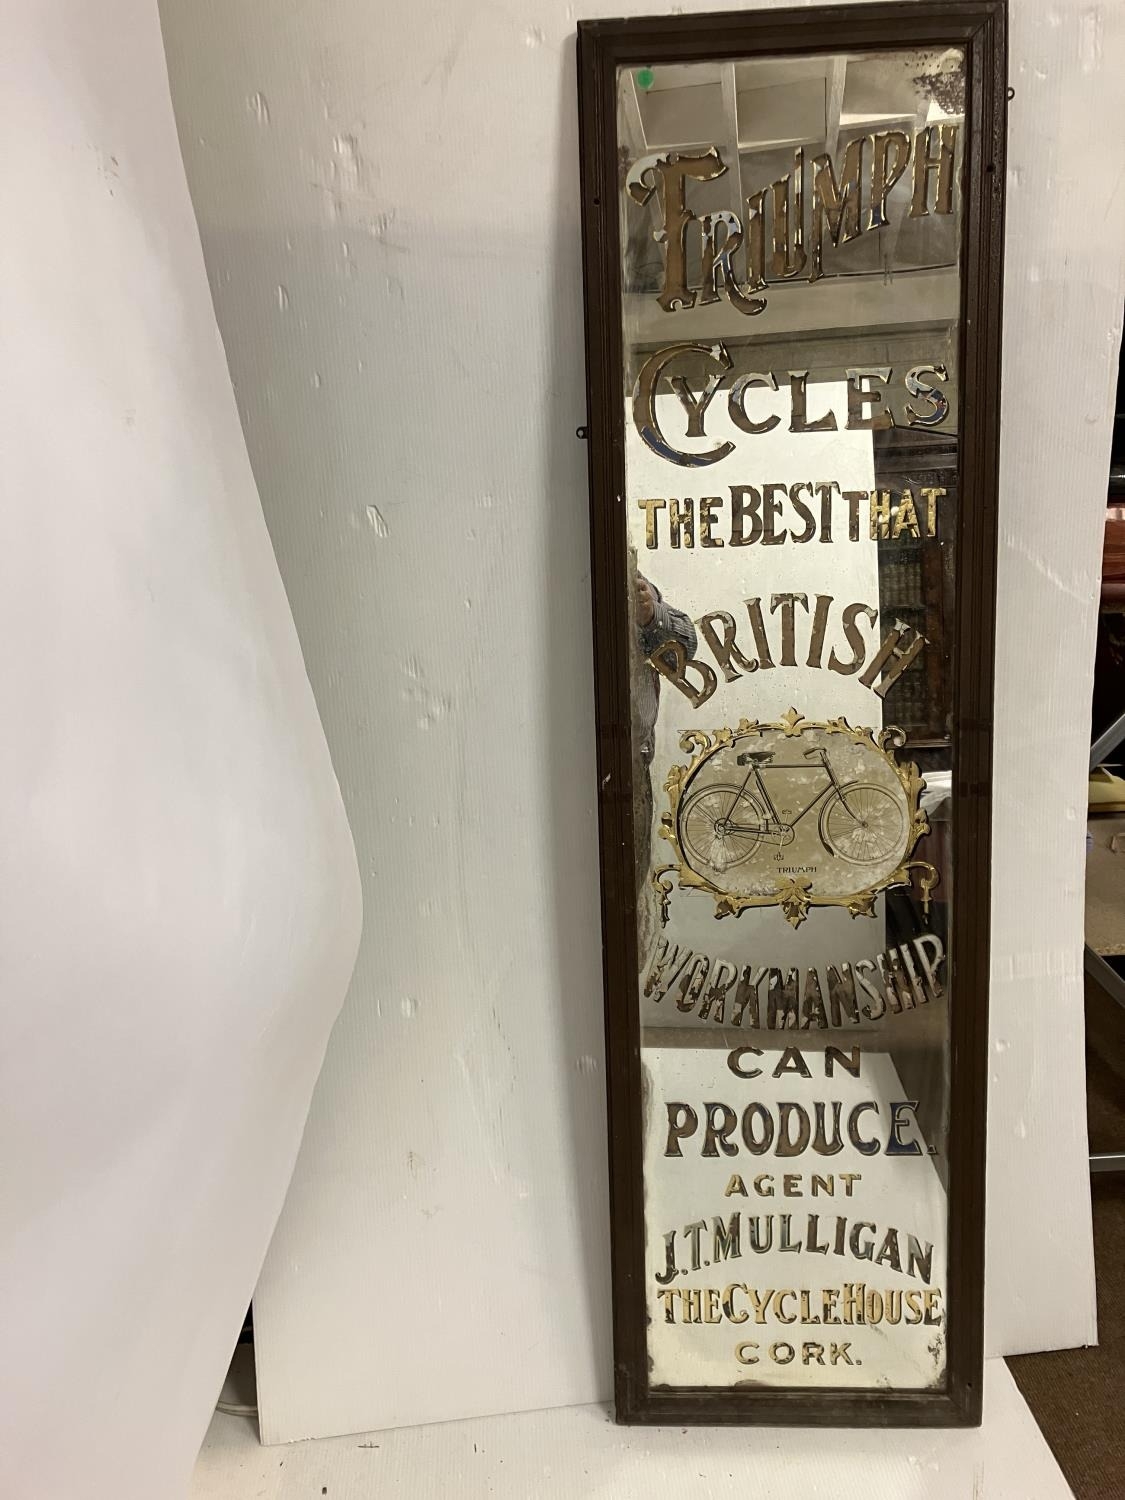 TRIUMPH
CYCLES
THE BEST THAT
BRITISH
TRIUMPH
WORKMANSHIP
CAN
PRODUCE.
AGENT
J.T. MULLIGAN
THE CYCLE HOUSE
CORK.